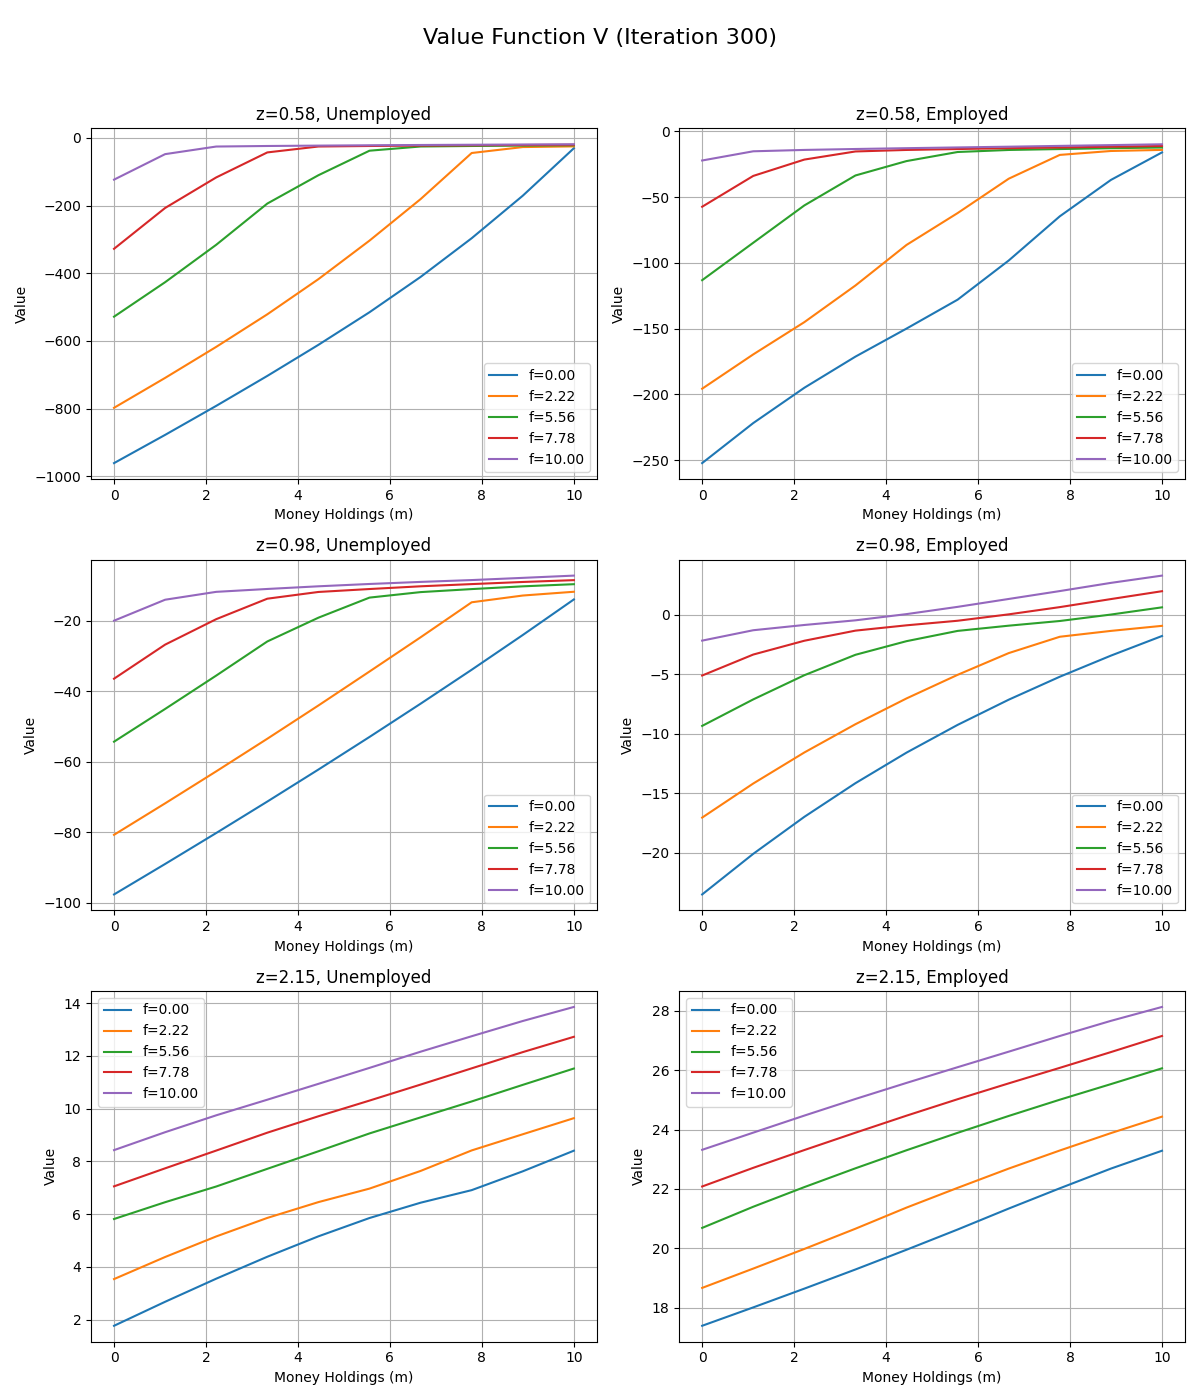 Value Function V (Iteration 300)
z=0.58, Unemployed
0
−200
−400
−600
−800
−1000
Value
0 2 4 6 8 10
Money Holdings (m)
f=0.00
f=2.22
f=5.56
f=7.78
f=10.00
z=0.58, Employed
0
−50
−100
−150
−200
−250
Value
0 2 4 6 8 10
Money Holdings (m)
f=0.00
f=2.22
f=5.56
f=7.78
f=10.00
z=0.98, Unemployed
−20
−40
−60
−80
−100
Value
0 2 4 6 8 10
Money Holdings (m)
f=0.00
f=2.22
f=5.56
f=7.78
f=10.00
z=0.98, Employed
0
−5
−10
−15
−20
Value
0 2 4 6 8 10
Money Holdings (m)
f=0.00
f=2.22
f=5.56
f=7.78
f=10.00
z=2.15, Unemployed
14
12
10
8
6
4
2
Value
0 2 4 6 8 10
Money Holdings (m)
f=0.00
f=2.22
f=5.56
f=7.78
f=10.00
z=2.15, Employed
28
26
24
22
20
18
Value
0 2 4 6 8 10
Money Holdings (m)
f=0.00
f=2.22
f=5.56
f=7.78
f=10.00